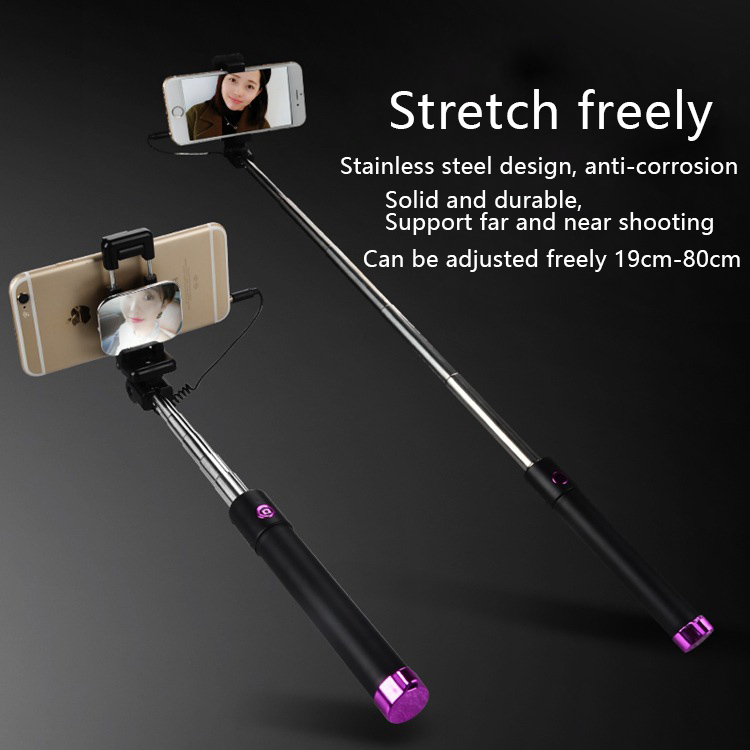 Stretch freely
Stainless steel design, anti-corrosion
Solid and durable,
Support far and near shooting
Can be adjusted freely 19cm-80cm